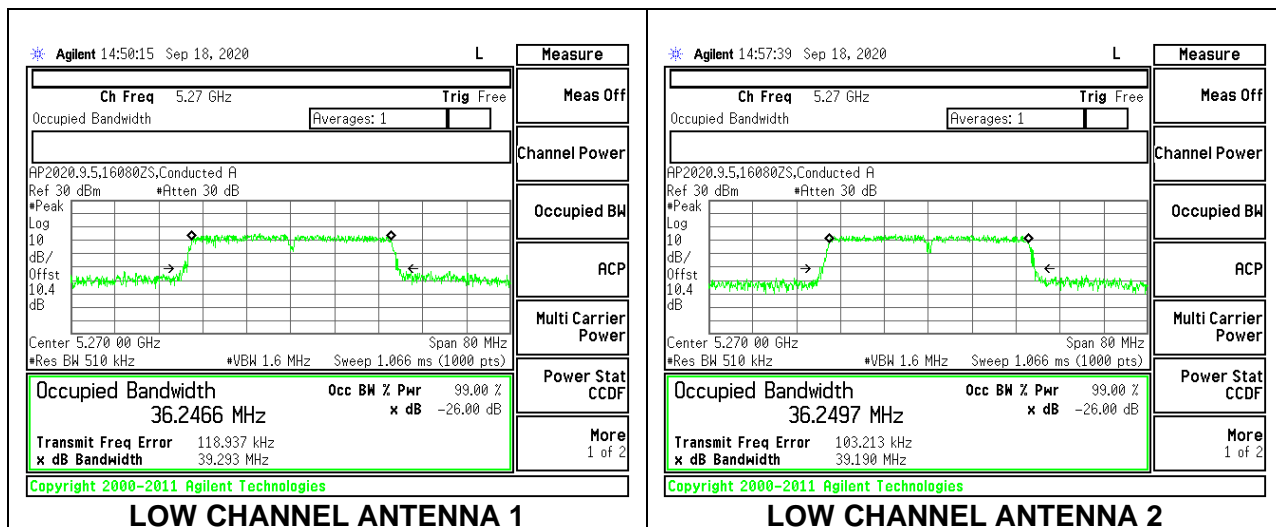 Agilent 14:50:15 Sep 18, 2020 L
Measure
Ch Freq 5.27 GHz Trig Free
Meas Off
Occupied Bandwidth Averages: 1
Channel Power
AP2020.9.5,16080ZS,Conducted A
Ref 30 dBm #Atten 30 dB
#Peak
Log
10
dB/
Offst
10.4
dB
Occupied BW
ACP
Multi Carrier
Power
Center 5.270 00 GHz Span 80 MHz
#Res BW 510 kHz #VBW 1.6 MHz Sweep 1.066 ms (1000 pts)
Power Stat
CCDF
Occupied Bandwidth Occ BW % Pwr 99.00 %
36.2466 MHz x dB -26.00 dB
Transmit Freq Error 118.937 kHz
x dB Bandwidth 39.293 MHz
More
1 of 2
Copyright 2000-2011 Agilent Technologies
LOW CHANNEL ANTENNA 1
Agilent 14:57:39 Sep 18, 2020 L
Measure
Ch Freq 5.27 GHz Trig Free
Meas Off
Occupied Bandwidth Averages: 1
Channel Power
AP2020.9.5,16080ZS,Conducted A
Ref 30 dBm #Atten 30 dB
#Peak
Log
10
dB/
Offst
10.4
dB
Occupied BW
ACP
Multi Carrier
Power
Center 5.270 00 GHz Span 80 MHz
#Res BW 510 kHz #VBW 1.6 MHz Sweep 1.066 ms (1000 pts)
Power Stat
CCDF
Occupied Bandwidth Occ BW % Pwr 99.00 %
36.2497 MHz x dB -26.00 dB
Transmit Freq Error 103.213 kHz
x dB Bandwidth 39.190 MHz
More
1 of 2
Copyright 2000-2011 Agilent Technologies
LOW CHANNEL ANTENNA 2